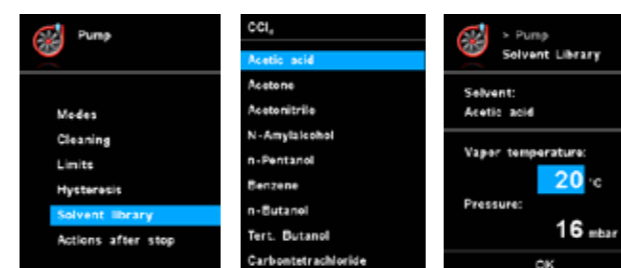 Pump
Modes
Cleaning
Limits
Hysteresis
Solvent library
Actions after stop
CCl₄
Acetic acid
Acetone
Acetonitrile
N-Amylalcohol
n-Pentanol
Benzene
n-Butanol
Tert. Butanol
Carbontetrachloride
> Pump
Solvent Library
Solvent:
Acetic acid
Vapor temperature:
20 °C
Pressure:
16 mbar
OK